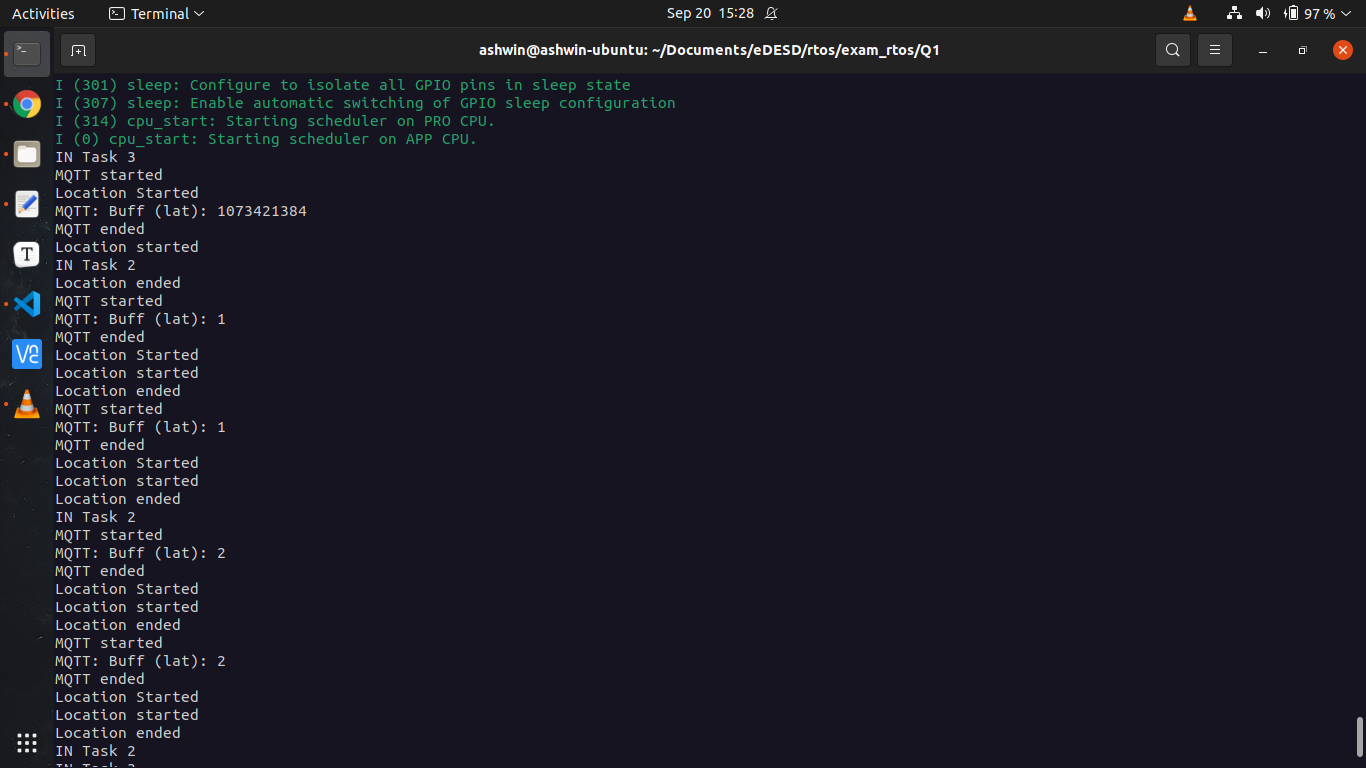 Activities
Terminal
Sep 20 15:28
97 %
ashwin@ashwin-ubuntu: ~/Documents/eDESD/rtos/exam_rtos/Q1
I (301) sleep: Configure to isolate all GPIO pins in sleep state
I (307) sleep: Enable automatic switching of GPIO sleep configuration
I (314) cpu_start: Starting scheduler on PRO CPU.
I (0) cpu_start: Starting scheduler on APP CPU.
IN Task 3
MQTT started
Location Started
MQTT: Buff (lat): 1073421384
MQTT ended
Location started
IN Task 2
Location ended
MQTT started
MQTT: Buff (lat): 1
MQTT ended
Location Started
Location started
Location ended
MQTT started
MQTT: Buff (lat): 1
MQTT ended
Location Started
Location started
Location ended
IN Task 2
MQTT started
MQTT: Buff (lat): 2
MQTT ended
Location Started
Location started
Location ended
MQTT started
MQTT: Buff (lat): 2
MQTT ended
Location Started
Location started
Location ended
IN Task 2